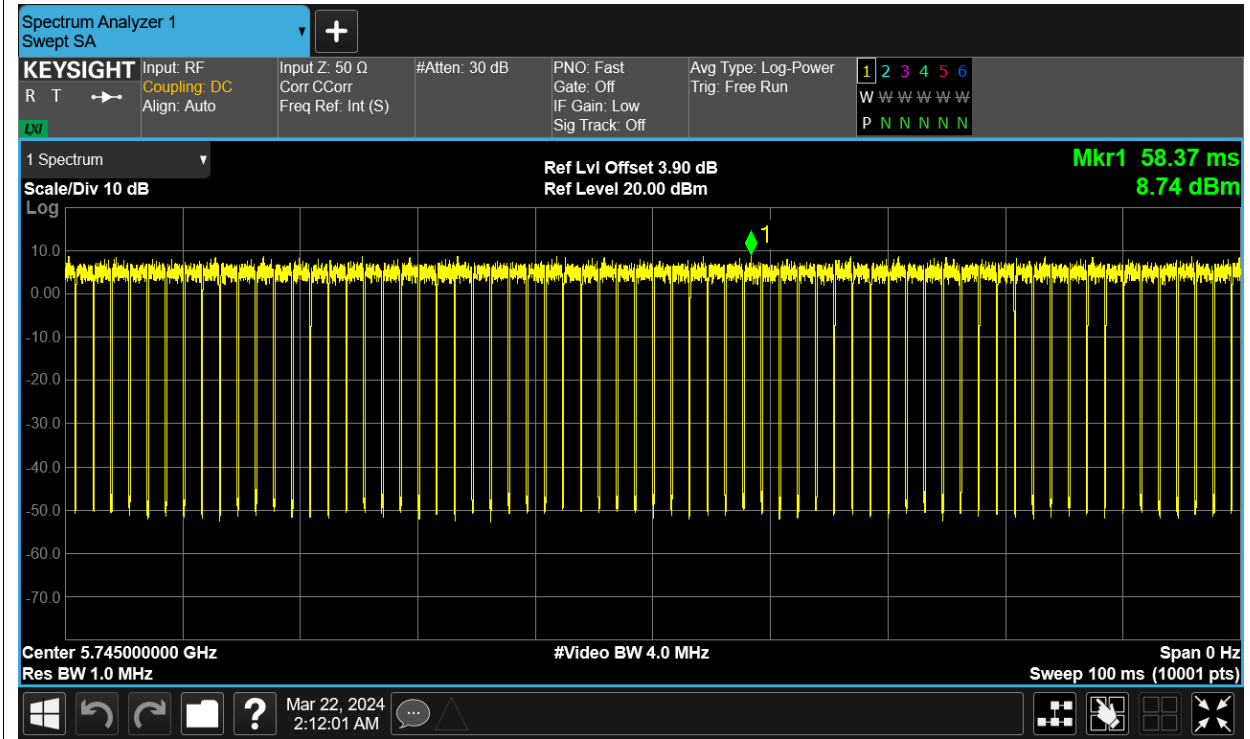 Spectrum Analyzer 1
Swept SA
KEYSIGHT
R T
LXI
Input: RF
Coupling: DC
Align: Auto
Input Z: 50 Ω
Corr CCorr
Freq Ref: Int (S)
#Atten: 30 dB
PNO: Fast
Gate: Off
IF Gain: Low
Sig Track: Off
Avg Type: Log-Power
Trig: Free Run
1 2 3 4 5 6
W W W W W W
P N N N N N
1 Spectrum
Scale/Div 10 dB
Log
Ref Lvl Offset 3.90 dB
Ref Level 20.00 dBm
Mkr1 58.37 ms
8.74 dBm
1
10.0
0.00
-10.0
-20.0
-30.0
-40.0
-50.0
-60.0
-70.0
Center 5.745000000 GHz
Res BW 1.0 MHz
#Video BW 4.0 MHz
Span 0 Hz
Sweep 100 ms (10001 pts)
?
Mar 22, 2024
2:12:01 AM